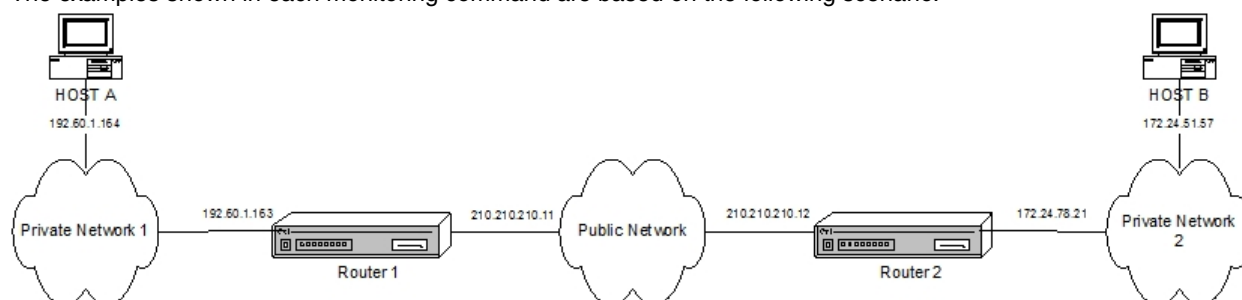 The examples shown in each monitoring command are based on the following scenario:
HOST A
192.60.1.164
HOST B
172.24.51.57
Private Network 1
192.60.1.163
Router 1
210.210.210.11
Public Network
210.210.210.12
Router 2
172.24.78.21
Private Network
2